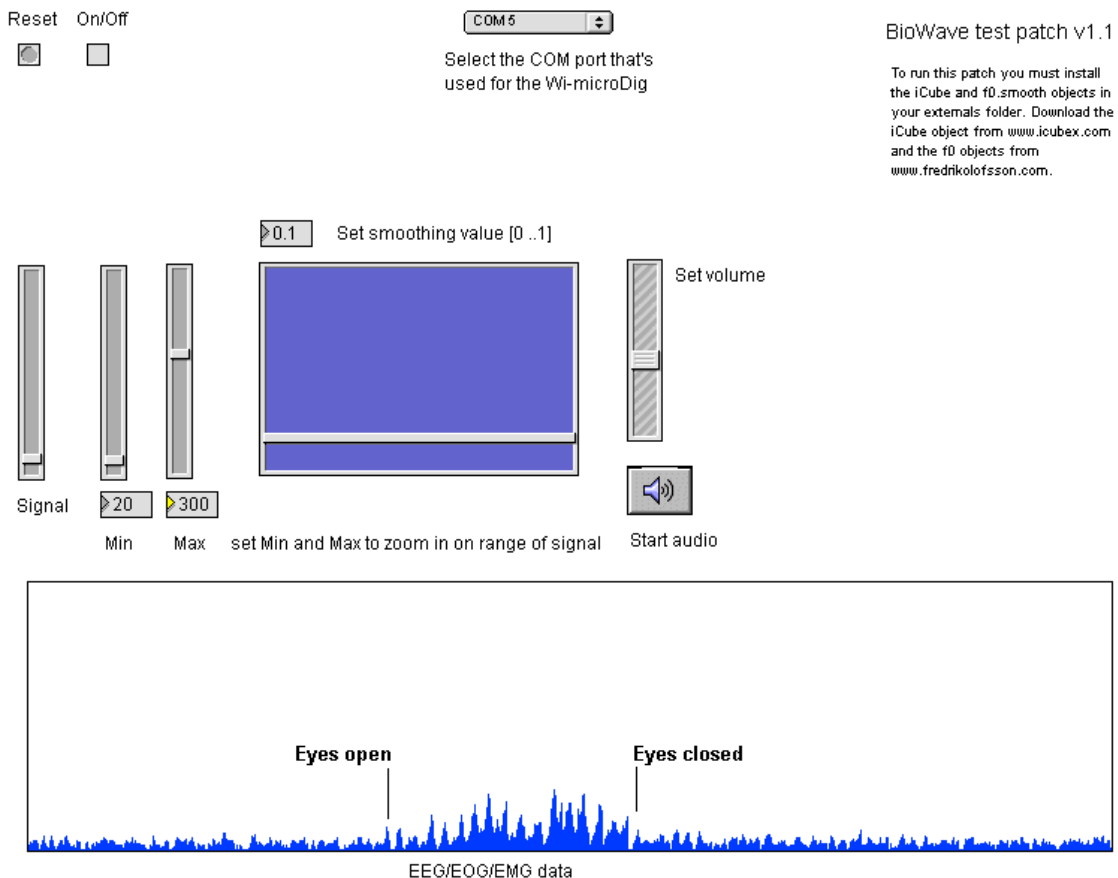 Reset On/Off
COM 5
BioWave test patch v1.1
Select the COM port that's
used for the Wi-microDig
To run this patch you must install
the iCube and f0.smooth objects in
your externals folder. Download the
iCube object from www.icubex.com
and the f0 objects from
www.fredrikolofsson.com.
0.1 Set smoothing value [0 ..1]
Set volume
Signal
20 300
Min Max set Min and Max to zoom in on range of signal
Start audio
Eyes open
Eyes closed
EEG/EOG/EMG data